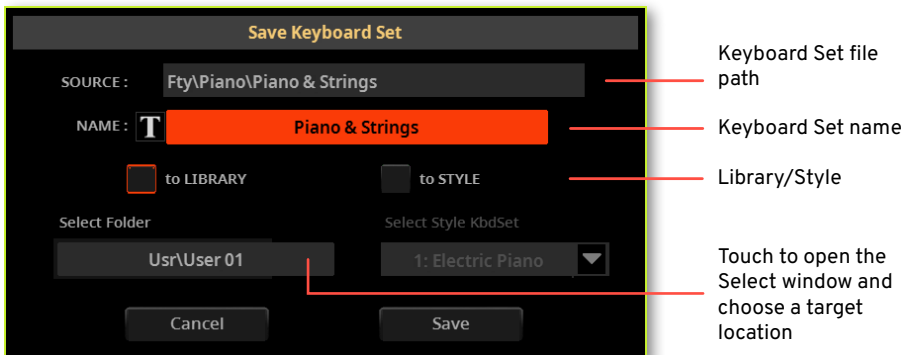 Save Keyboard Set
SOURCE :
Fty\Piano\Piano & Strings
Keyboard Set file
path
NAME : T
Piano & Strings
Keyboard Set name
to LIBRARY
to STYLE
Library/Style
Select Folder
Select Style KbdSet
Usr\User 01
1: Electric Piano
Touch to open the
Select window and
choose a target
location
Cancel
Save